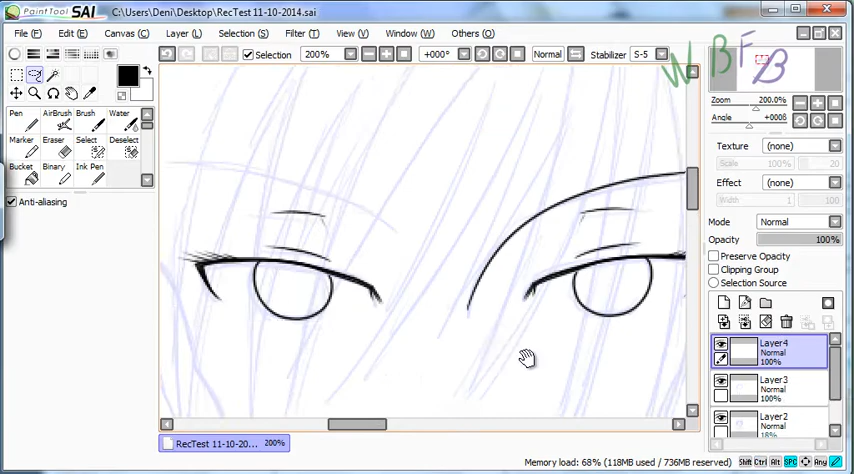 PaintTool SAI C:\Users\Deni\Desktop\RecTest 11-10-2014.sai
File (F) Edit (E) Canvas (C) Layer (L) Selection (S) Filter (T) View (V) Window (W) Others (O)
Selection 200% +000° Normal Stabilizer S-5
W B F B
Pen AirBrush Brush Water
Marker Eraser Select Deselect
Bucket Binary Ink Pen
Anti-aliasing
Zoom 200.0%
Angle +000ß
Texture (none)
Scale 100% 20
Effect (none)
Width 1 100
Mode Normal
Opacity 100%
Preserve Opacity
Clipping Group
Selection Source
Layer4
Normal
100%
Layer3
Normal
100%
Layer2
Normal
18%
RecTest 11-10-2014.sa... 200%
Memory load: 68% (118MB used / 736MB reserved) Shift Ctrl Alt SPC Any